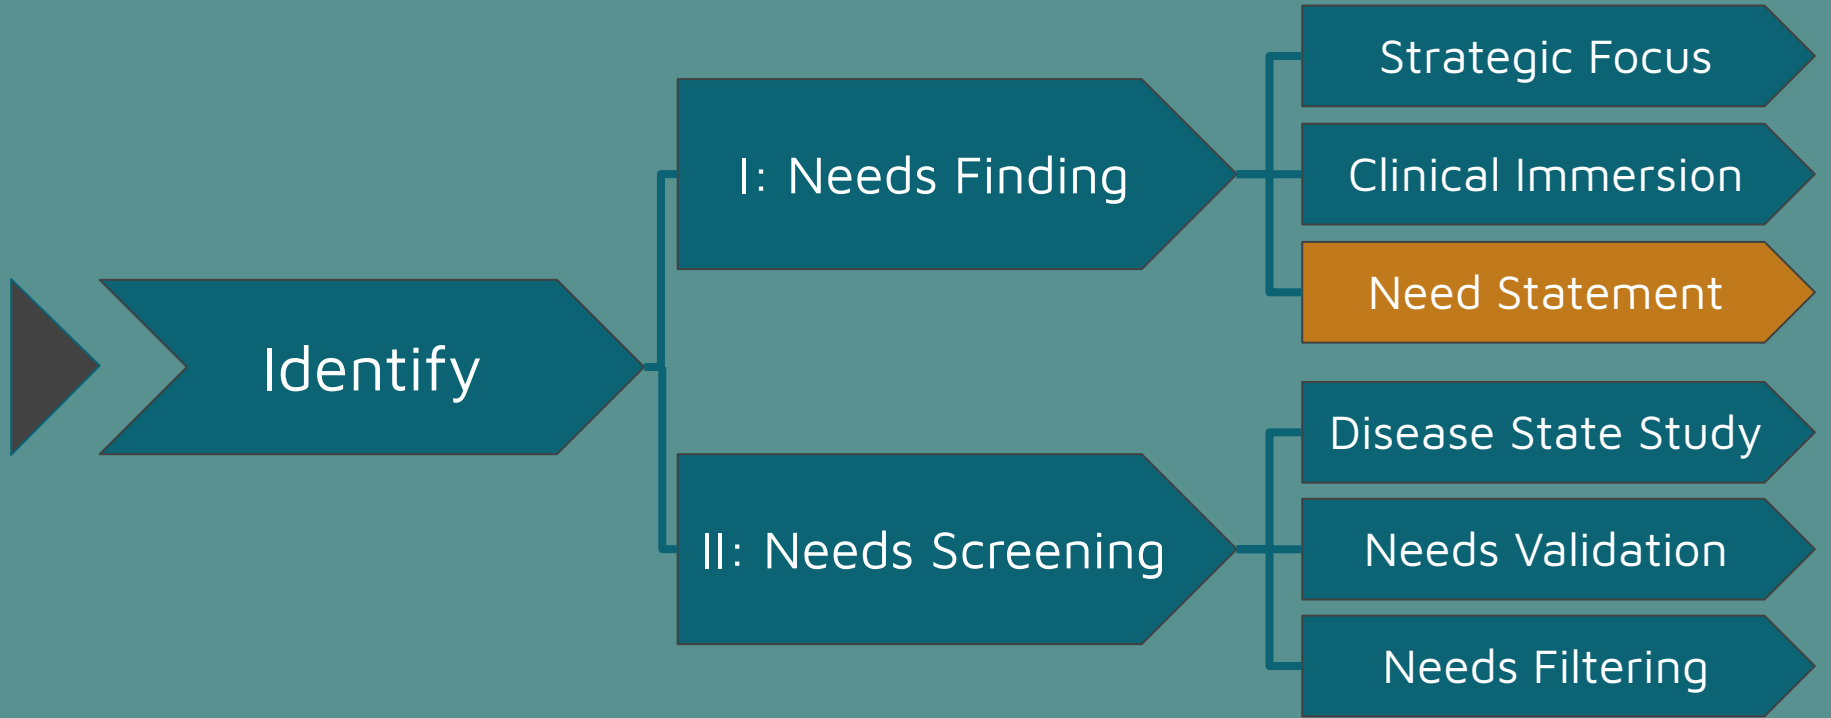 Identify
I: Needs Finding
Strategic Focus
Clinical Immersion
Need Statement
II: Needs Screening
Disease State Study
Needs Validation
Needs Filtering